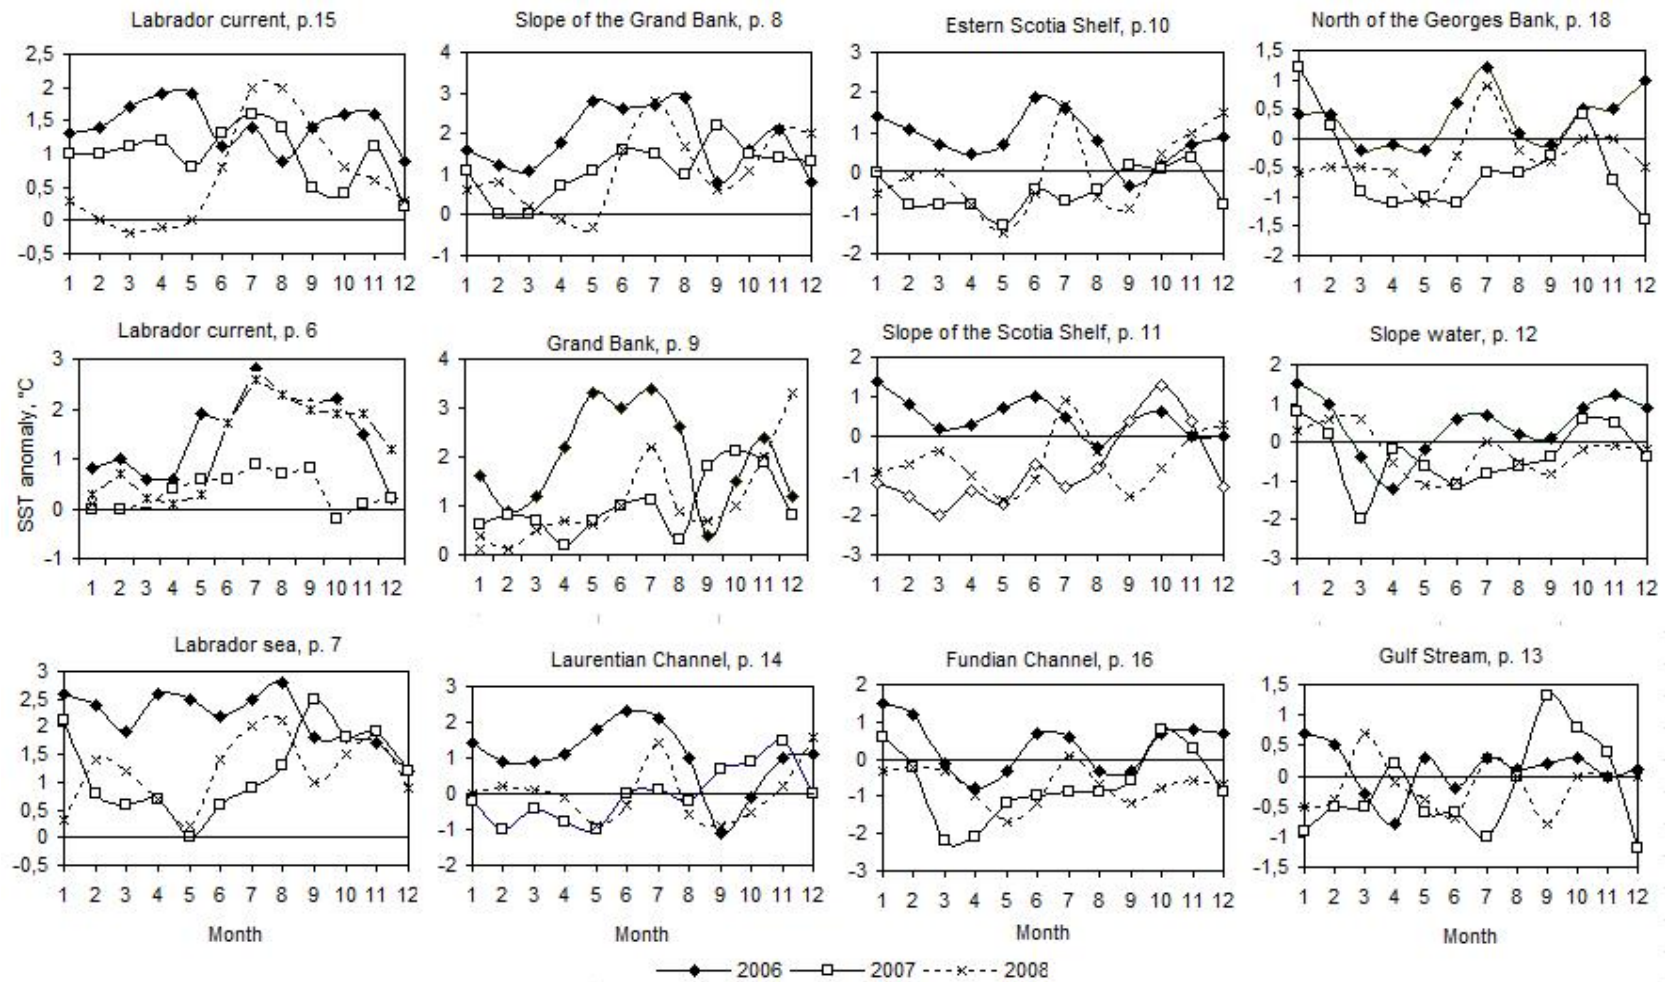 Labrador current, p.15
2,5
2
1,5
1
0,5
0
-0,5
1 2 3 4 5 6 7 8 9 10 11 12
Slope of the Grand Bank, p. 8
4
3
2
1
0
-1
1 2 3 4 5 6 7 8 9 10 11 12
Estern Scotia Shelf, p.10
3
2
1
0
-1
-2
1 2 3 4 5 6 7 8 9 10 11 12
North of the Georges Bank, p. 18
1,5
1
0,5
0
-0,5
-1
-1,5
-2
1 2 3 4 5 6 7 8 9 10 11 12
Labrador current, p. 6
SST anomaly, °C
3
2
1
0
-1
1 2 3 4 5 6 7 8 9 10 11 12
Grand Bank, p. 9
4
3
2
1
0
1 2 3 4 5 6 7 8 9 10 11 12
Slope of the Scotia Shelf, p. 11
2
1
0
-1
-2
-3
1 2 3 4 5 6 7 8 9 10 11 12
Slope water, p. 12
2
1
0
-1
-2
-3
1 2 3 4 5 6 7 8 9 10 11 12
Labrador sea, p. 7
3
2,5
2
1,5
1
0,5
0
-0,5
1 2 3 4 5 6 7 8 9 10 11 12
Month
Laurentian Channel, p. 14
3
2
1
0
-1
-2
1 2 3 4 5 6 7 8 9 10 11 12
Month
Fundian Channel, p. 16
2
1
0
-1
-2
-3
1 2 3 4 5 6 7 8 9 10 11 12
Month
Gulf Stream, p. 13
1,5
1
0,5
0
-0,5
-1
-1,5
1 2 3 4 5 6 7 8 9 10 11 12
Month
2006 2007 2008